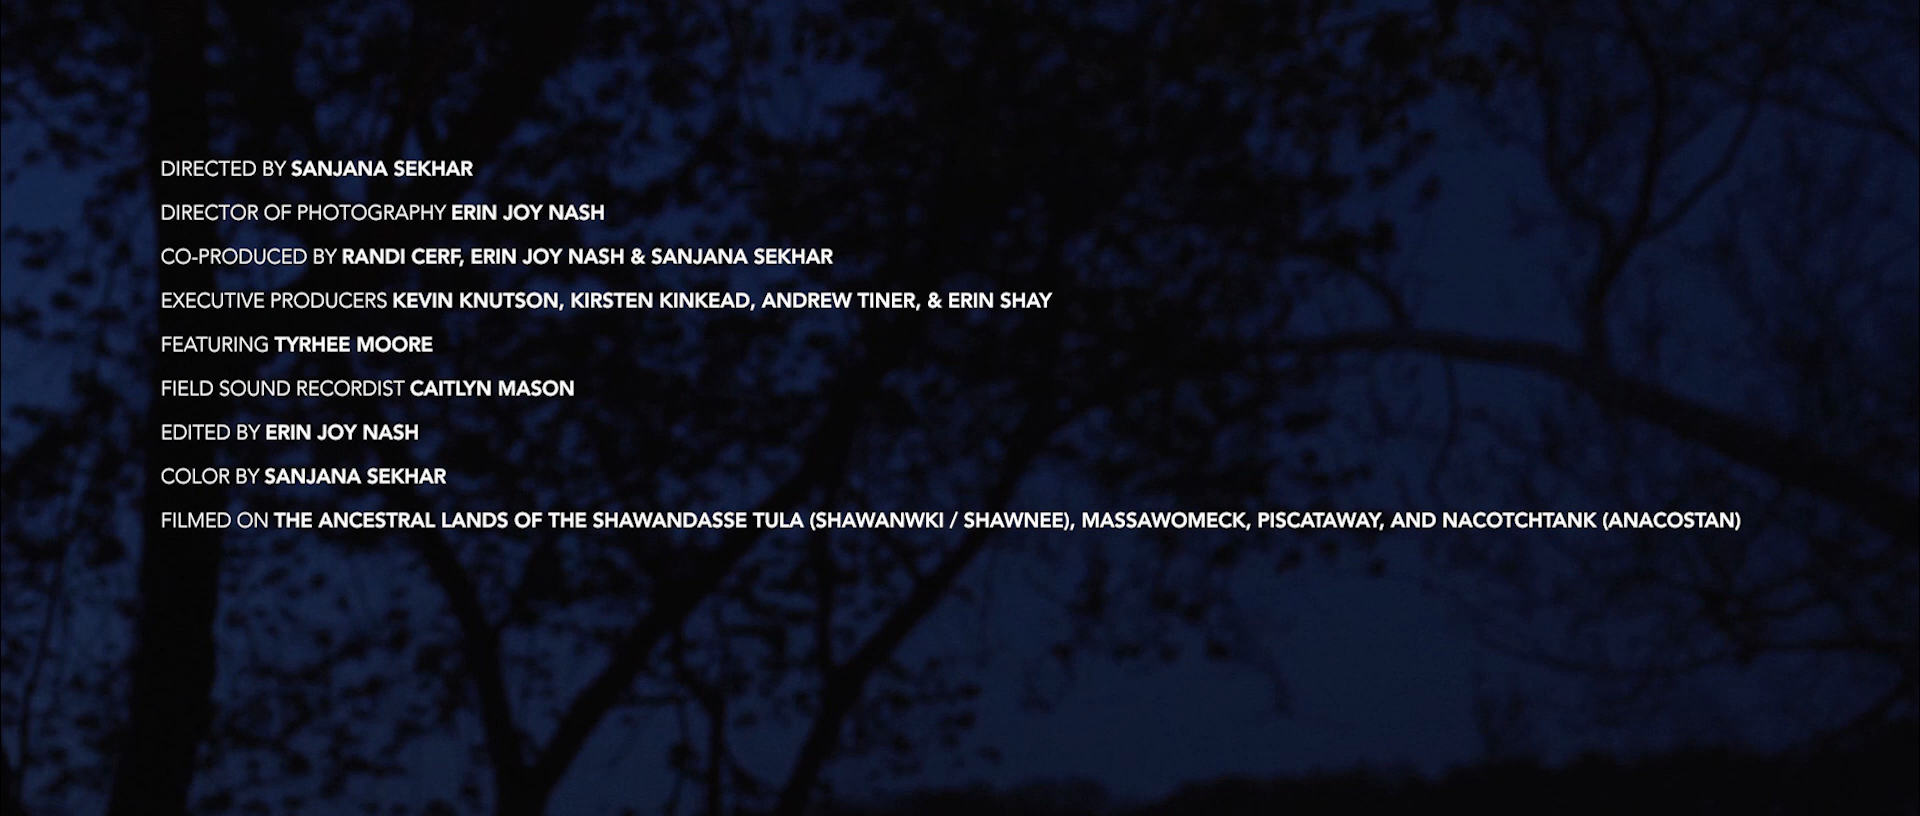 DIRECTED BY SANJANA SEKHAR
DIRECTOR OF PHOTOGRAPHY ERIN JOY NASH
CO-PRODUCED BY RANDI CERF, ERIN JOY NASH & SANJANA SEKHAR
EXECUTIVE PRODUCERS KEVIN KNUTSON, KIRSTEN KINKEAD, ANDREW TINER, & ERIN SHAY
FEATURING TYRHEE MOORE
FIELD SOUND RECORDIST CAITLYN MASON
EDITED BY ERIN JOY NASH
COLOR BY SANJANA SEKHAR
FILMED ON THE ANCESTRAL LANDS OF THE SHAWANDASSE TULA (SHAWANWKI / SHAWNEE), MASSAWOMECK, PISCATAWAY, AND NACOTCHTANK (ANACOSTAN)